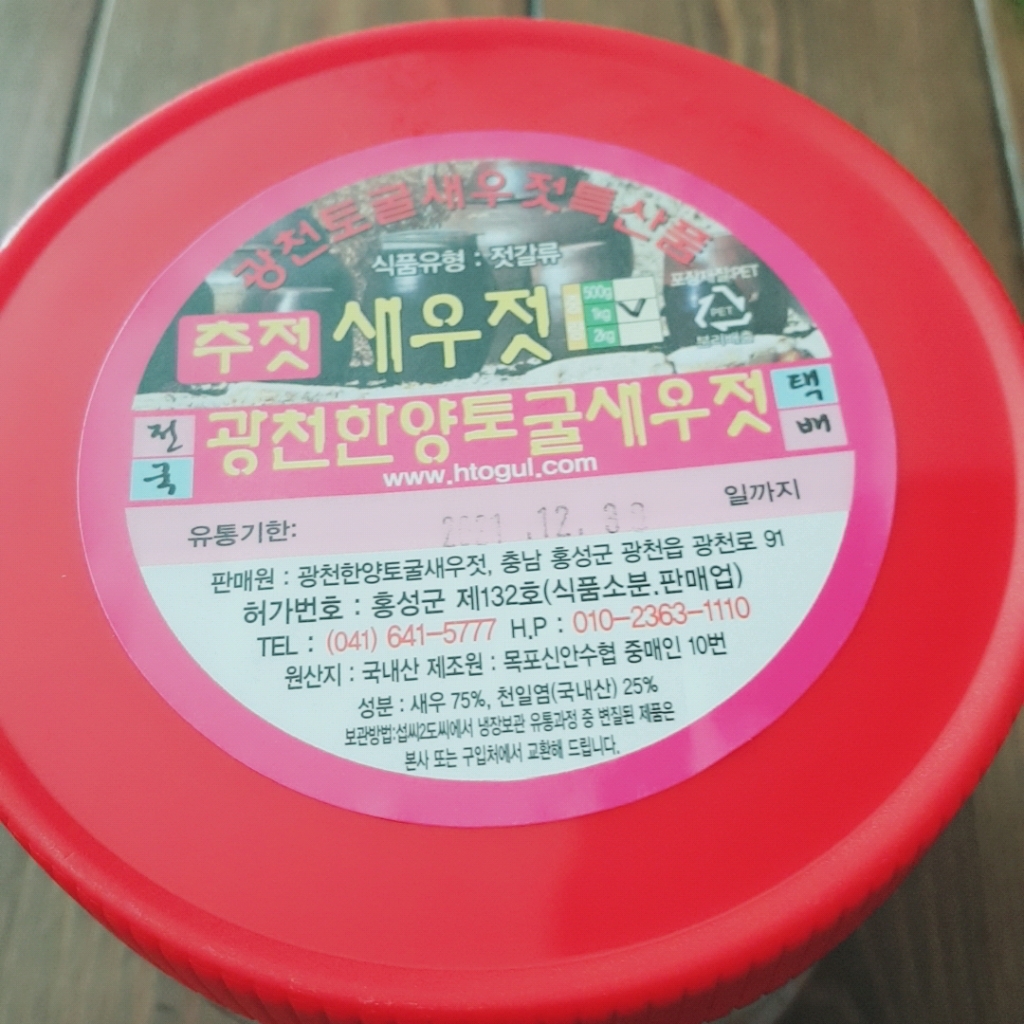 광천토굴새우젓특산품
식품유형 : 젓갈류
포장재질:PET
추젓 새우젓
중량 500g
1kg ✓
2kg
PET
분리배출
전국 택배
광천한양토굴새우젓
www.htogul.com
유통기한: 12. 일까지
판매원 : 광천한양토굴새우젓, 충남 홍성군 광천읍 광천로 91
허가번호 : 홍성군 제132호(식품소분.판매업)
TEL : (041) 641-5777 H.P : 010-2363-1110
원산지 : 국내산 제조원 : 목포신안수협 중매인 10번
성분 : 새우 75%, 천일염(국내산) 25%
보관방법:섭씨2도씨에서 냉장보관 유통과정 중 변질된 제품은
본사 또는 구입처에서 교환해 드립니다.